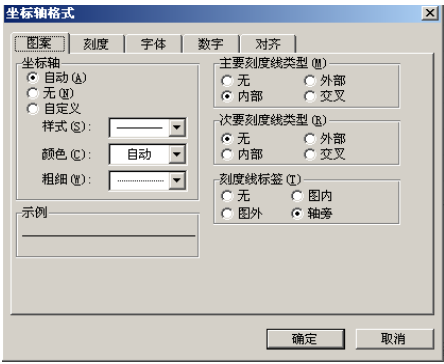 坐标轴格式
图案 刻度 字体 数字 对齐
坐标轴
自动(A)
无(N)
自定义
样式(S):
颜色(C): 自动
粗细(W):
示例
主要刻度线类型(M)
无 外部
内部 交叉
次要刻度线类型(R)
无 外部
内部 交叉
刻度线标签(T)
无 图内
图外 轴旁
确定 取消